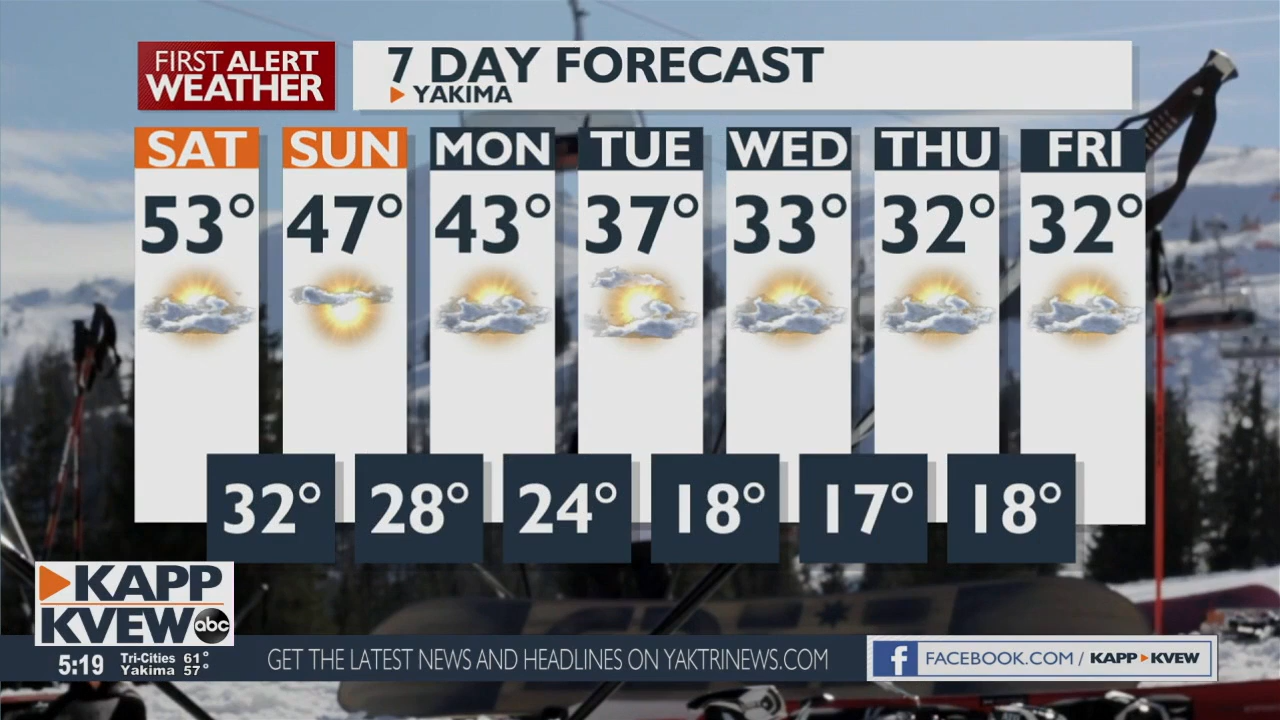 FIRST ALERT
WEATHER
7 DAY FORECAST
YAKIMA
SAT SUN MON TUE WED THU FRI
53° 47° 43° 37° 33° 32° 32°
32° 28° 24° 18° 17° 18°
KAPP
KVEW abc
5:19 Tri-Cities 61°
Yakima 57°
GET THE LATEST NEWS AND HEADLINES ON YAKTRINEWS.COM
f FACEBOOK.COM / KAPP KVEW